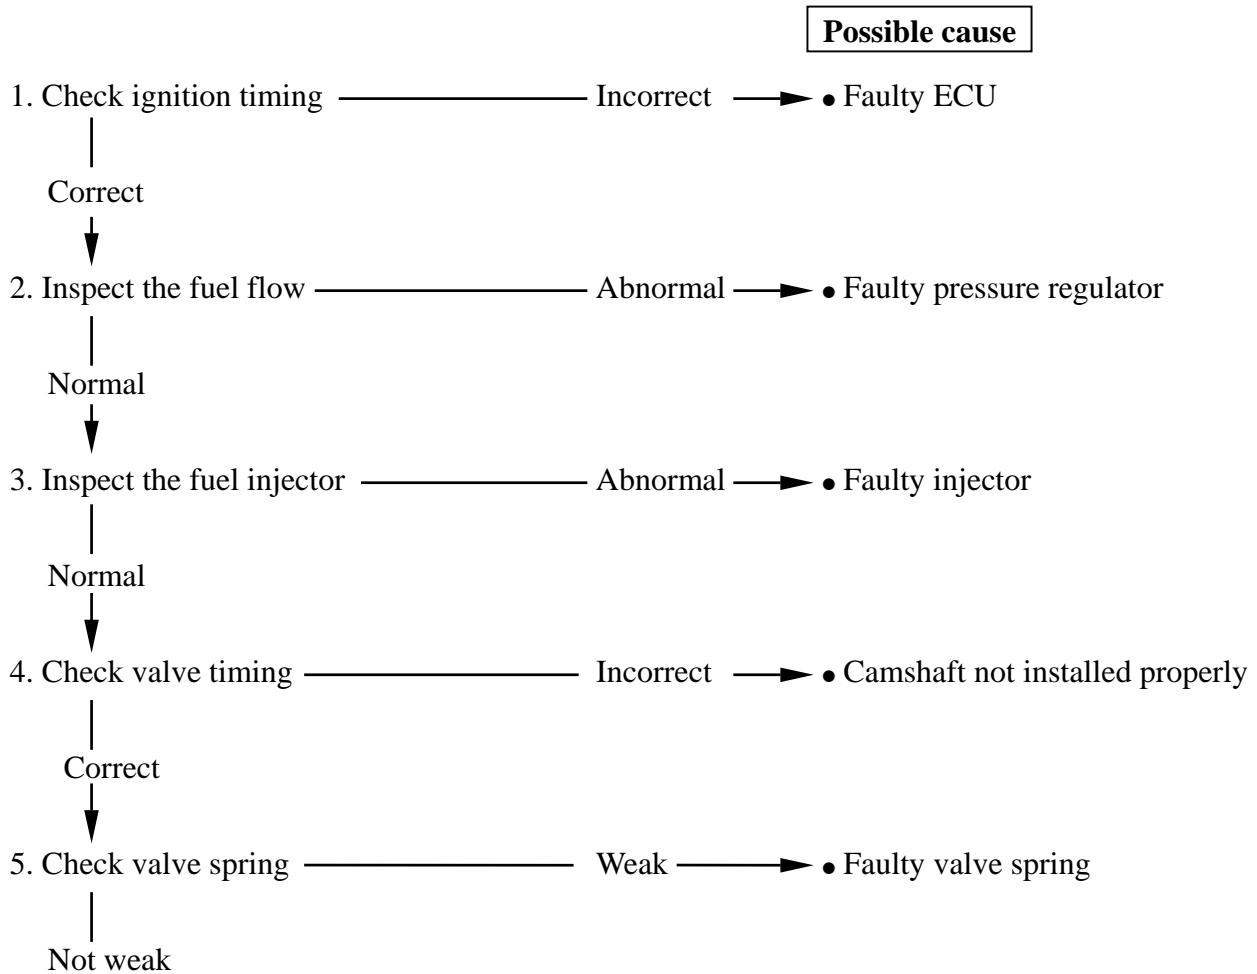 Possible cause
1. Check ignition timing Incorrect • Faulty ECU
Correct
2. Inspect the fuel flow Abnormal • Faulty pressure regulator
Normal
3. Inspect the fuel injector Abnormal • Faulty injector
Normal
4. Check valve timing Incorrect • Camshaft not installed properly
Correct
5. Check valve spring Weak • Faulty valve spring
Not weak